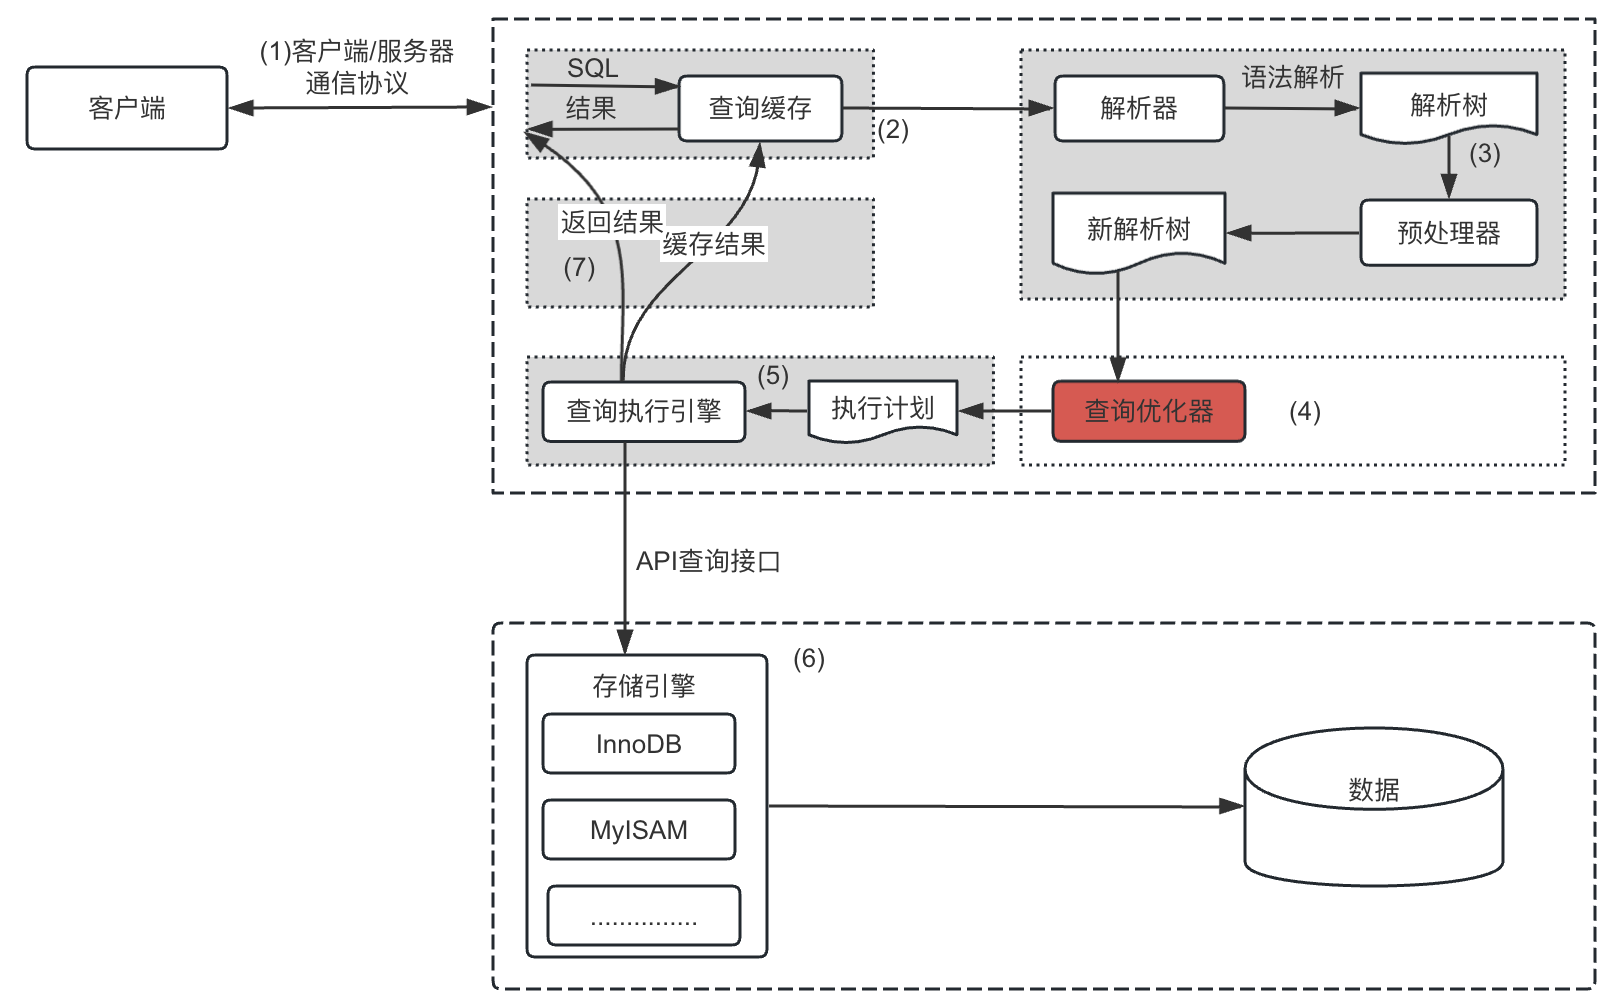 (1)客户端/服务器
通信协议
客户端
SQL
结果
查询缓存
(2)
解析器
语法解析
解析树
(3)
预处理器
新解析树
返回结果
缓存结果
(7)
查询执行引擎
(5)
执行计划
查询优化器
(4)
API查询接口
(6)
存储引擎
InnoDB
MyISAM
...............
数据